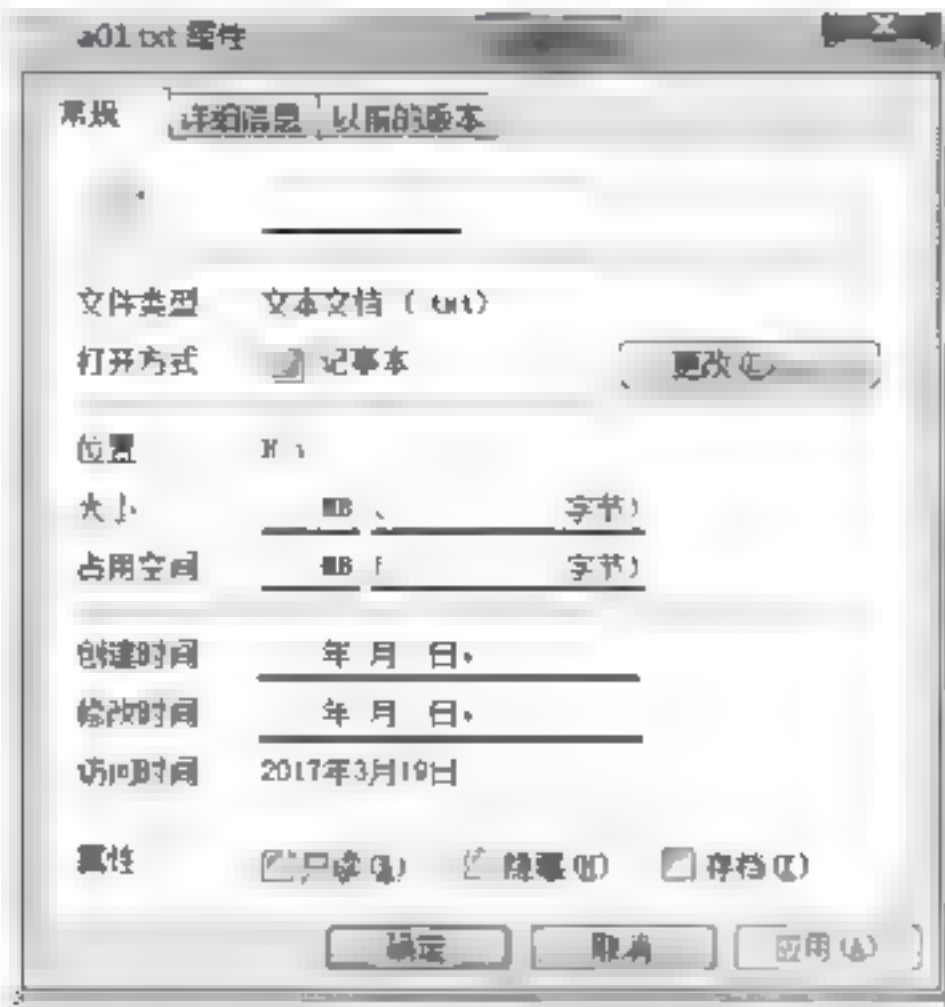 a01 txt 属性
常规 详细信息 以前的版本
文件类型 文本文档 ( txt)
打开方式 记事本 更改
位置 H \
大小 MB 字节)
占用空间 MB ( 字节)
创建时间 年 月 日,
修改时间 年 月 日,
访问时间 2017年3月19日
属性 只读(R) 隐藏(H) 存档(I)
确定 取消 应用(A)